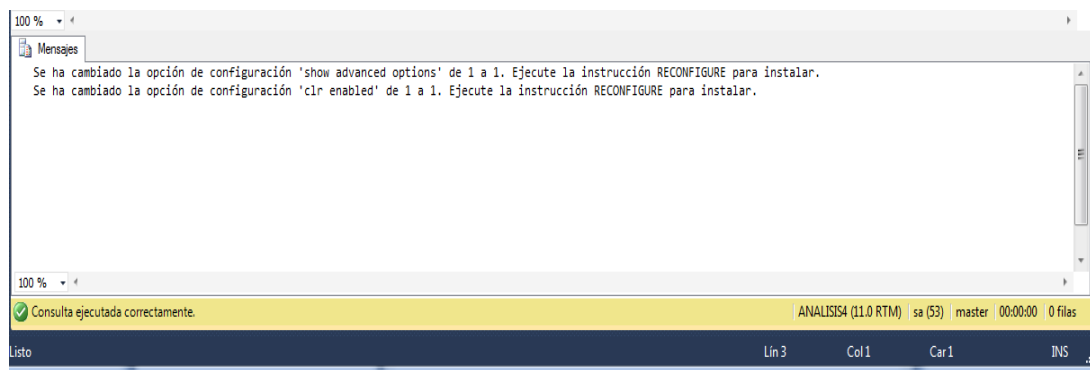 100 %
Mensajes
Se ha cambiado la opción de configuración 'show advanced options' de 1 a 1. Ejecute la instrucción RECONFIGURE para instalar.
Se ha cambiado la opción de configuración 'clr enabled' de 1 a 1. Ejecute la instrucción RECONFIGURE para instalar.
100 %
Consulta ejecutada correctamente. ANALISIS4 (11.0 RTM) sa (53) master 00:00:00 0 filas
Listo Lín 3 Col 1 Car 1 INS